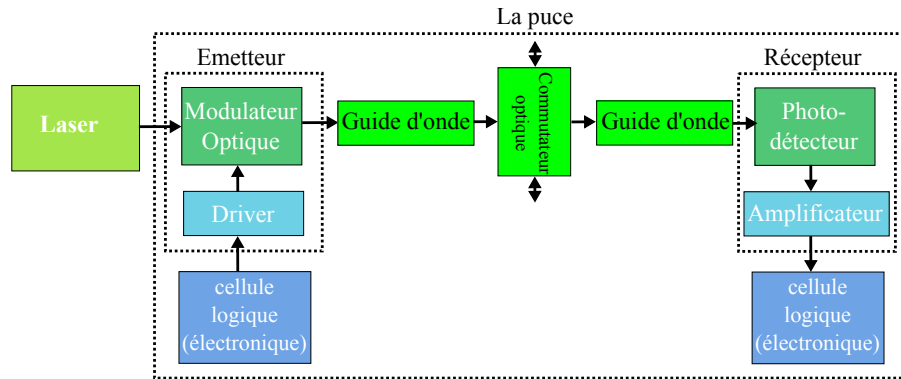 La puce
Emetteur
Récepteur
Laser
Modulateur
Optique
Guide d'onde
Commutateur
optique
Guide d'onde
Photo-
détecteur
Driver
Amplificateur
cellule
logique
(électronique)
cellule
logique
(électronique)